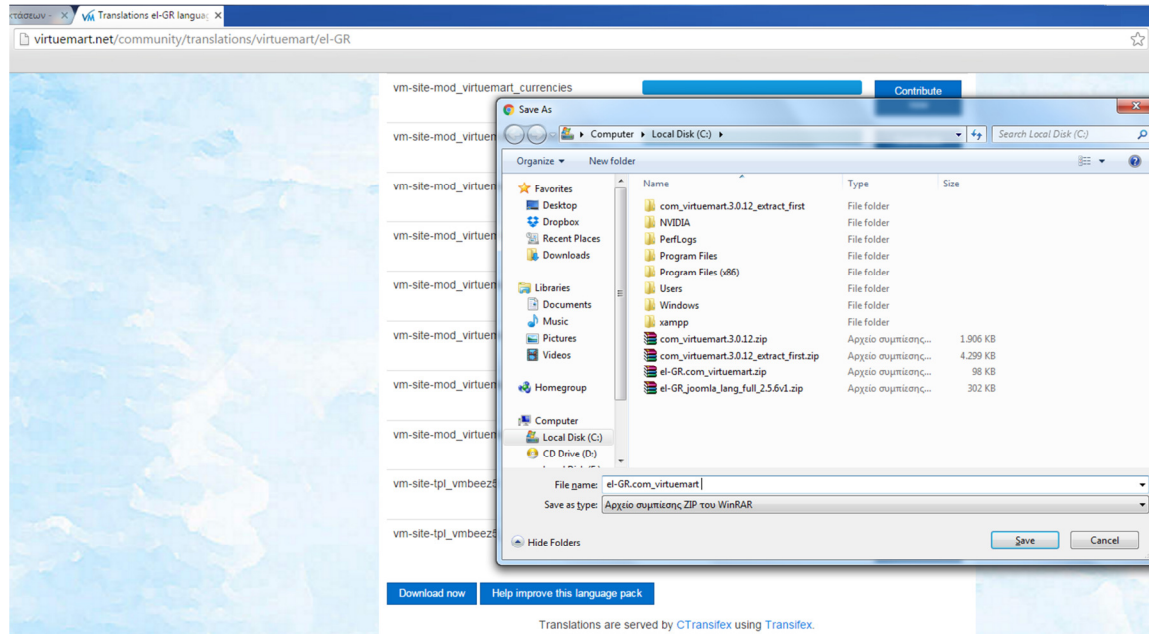 κτάσεων -
Translations el-GR languag
virtuemart.net/community/translations/virtuemart/el-GR
vm-site-mod_virtuemart_currencies
Contribute
Save As
vm-site-mod_virtuem
Computer Local Disk (C:)
Search Local Disk (C:)
Organize New folder
Name Type Size
vm-site-mod_virtuem
Favorites
Desktop
Dropbox
Recent Places
Downloads
com_virtuemart.3.0.12_extract_first File folder
NVIDIA File folder
PerfLogs File folder
Program Files File folder
Program Files (x86) File folder
Users File folder
Windows File folder
xampp File folder
com_virtuemart.3.0.12.zip Αρχείο συμπίεσης... 1.906 KB
com_virtuemart.3.0.12_extract_first.zip Αρχείο συμπίεσης... 4.299 KB
el-GR.com_virtuemart.zip Αρχείο συμπίεσης... 98 KB
el-GR_joomla_lang_full_2.5.6v1.zip Αρχείο συμπίεσης... 302 KB
vm-site-mod_virtuem
vm-site-mod_virtuem
Libraries
Documents
Music
Pictures
Videos
vm-site-mod_virtuem
vm-site-mod_virtuem
Homegroup
Computer
Local Disk (C:)
CD Drive (D:)
vm-site-mod_virtuem
vm-site-tpl_vmbeez5
File name: el-GR.com_virtuemart
Save as type: Αρχείο συμπίεσης ZIP του WinRAR
vm-site-tpl_vmbeez5
Hide Folders
Save Cancel
Download now Help improve this language pack
Translations are served by CTransifex using Transifex.